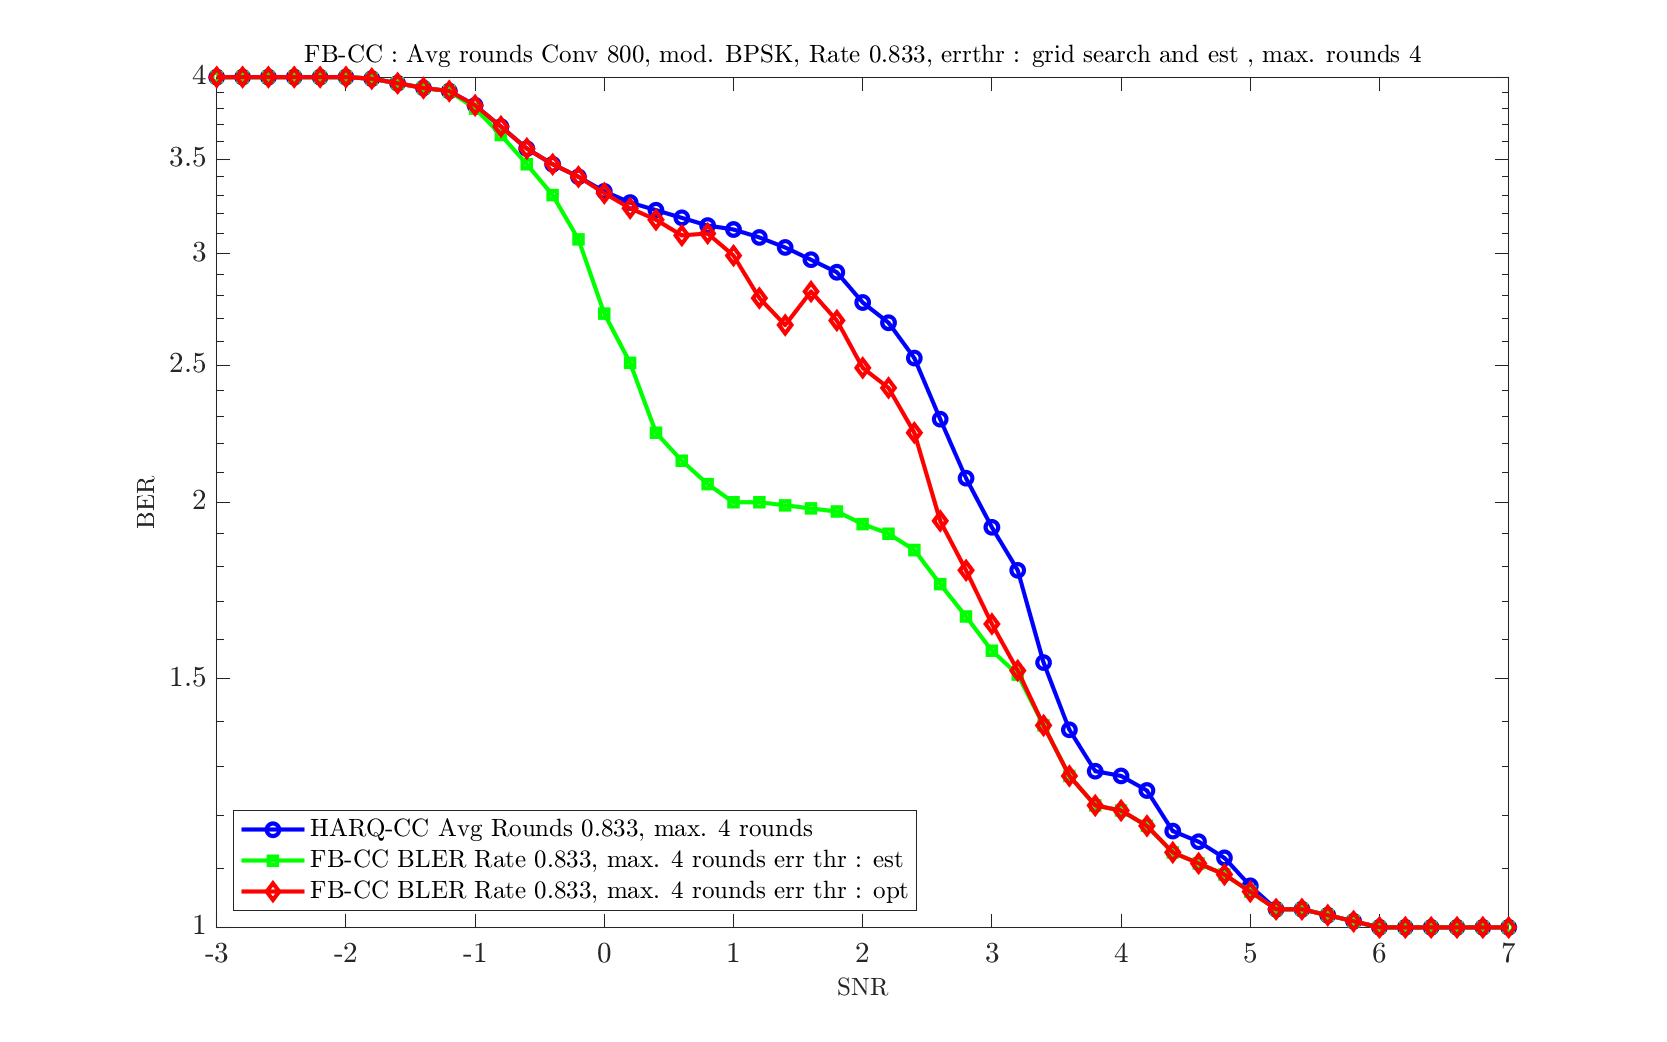 FB-CC : Avg rounds Conv 800, mod. BPSK, Rate 0.833, errthr : grid search and est , max. rounds 4
4
3.5
3
2.5
2
1.5
1
BER
HARQ-CC Avg Rounds 0.833, max. 4 rounds
FB-CC BLER Rate 0.833, max. 4 rounds err thr : est
FB-CC BLER Rate 0.833, max. 4 rounds err thr : opt
-3 -2 -1 0 1 2 3 4 5 6 7
SNR